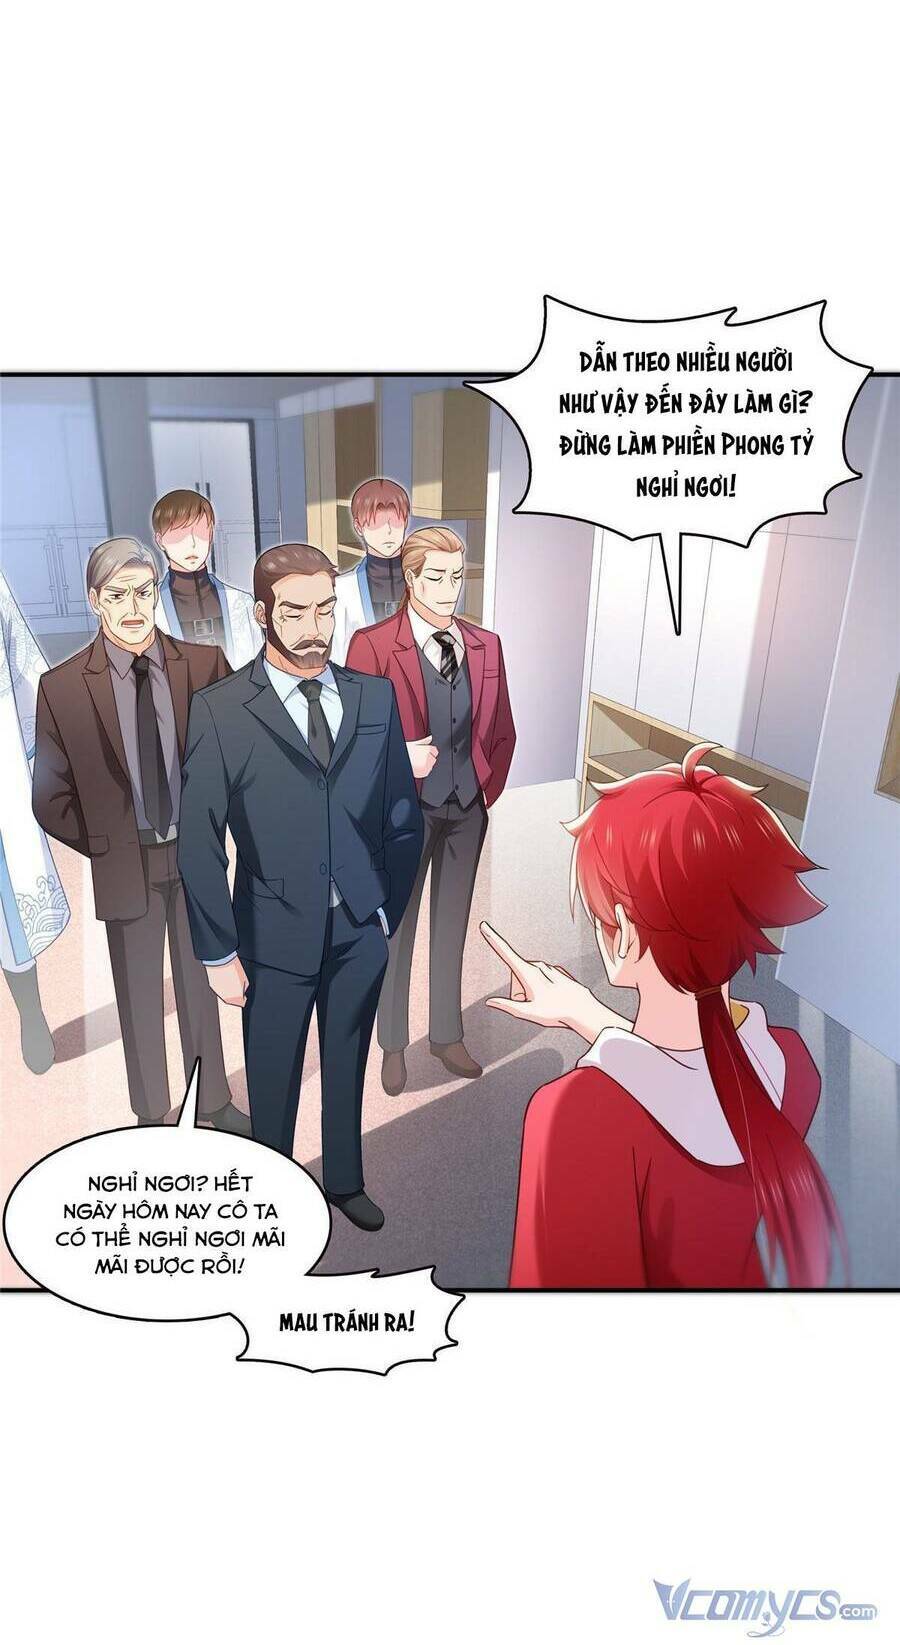 DẪN THEO NHIỀU NGƯỜI
NHƯ VẬY ĐẾN ĐÂY LÀM GÌ?
ĐỪNG LÀM PHIỀN PHONG TỶ
NGHỈ NGƠI!
NGHỈ NGƠI? HẾT
NGÀY HÔM NAY CÔ TA
CÓ THỂ NGHỈ NGƠI MÃI
MÃI ĐƯỢC RỒI!
MAU TRÁNH RA!
VCOMYCS.com